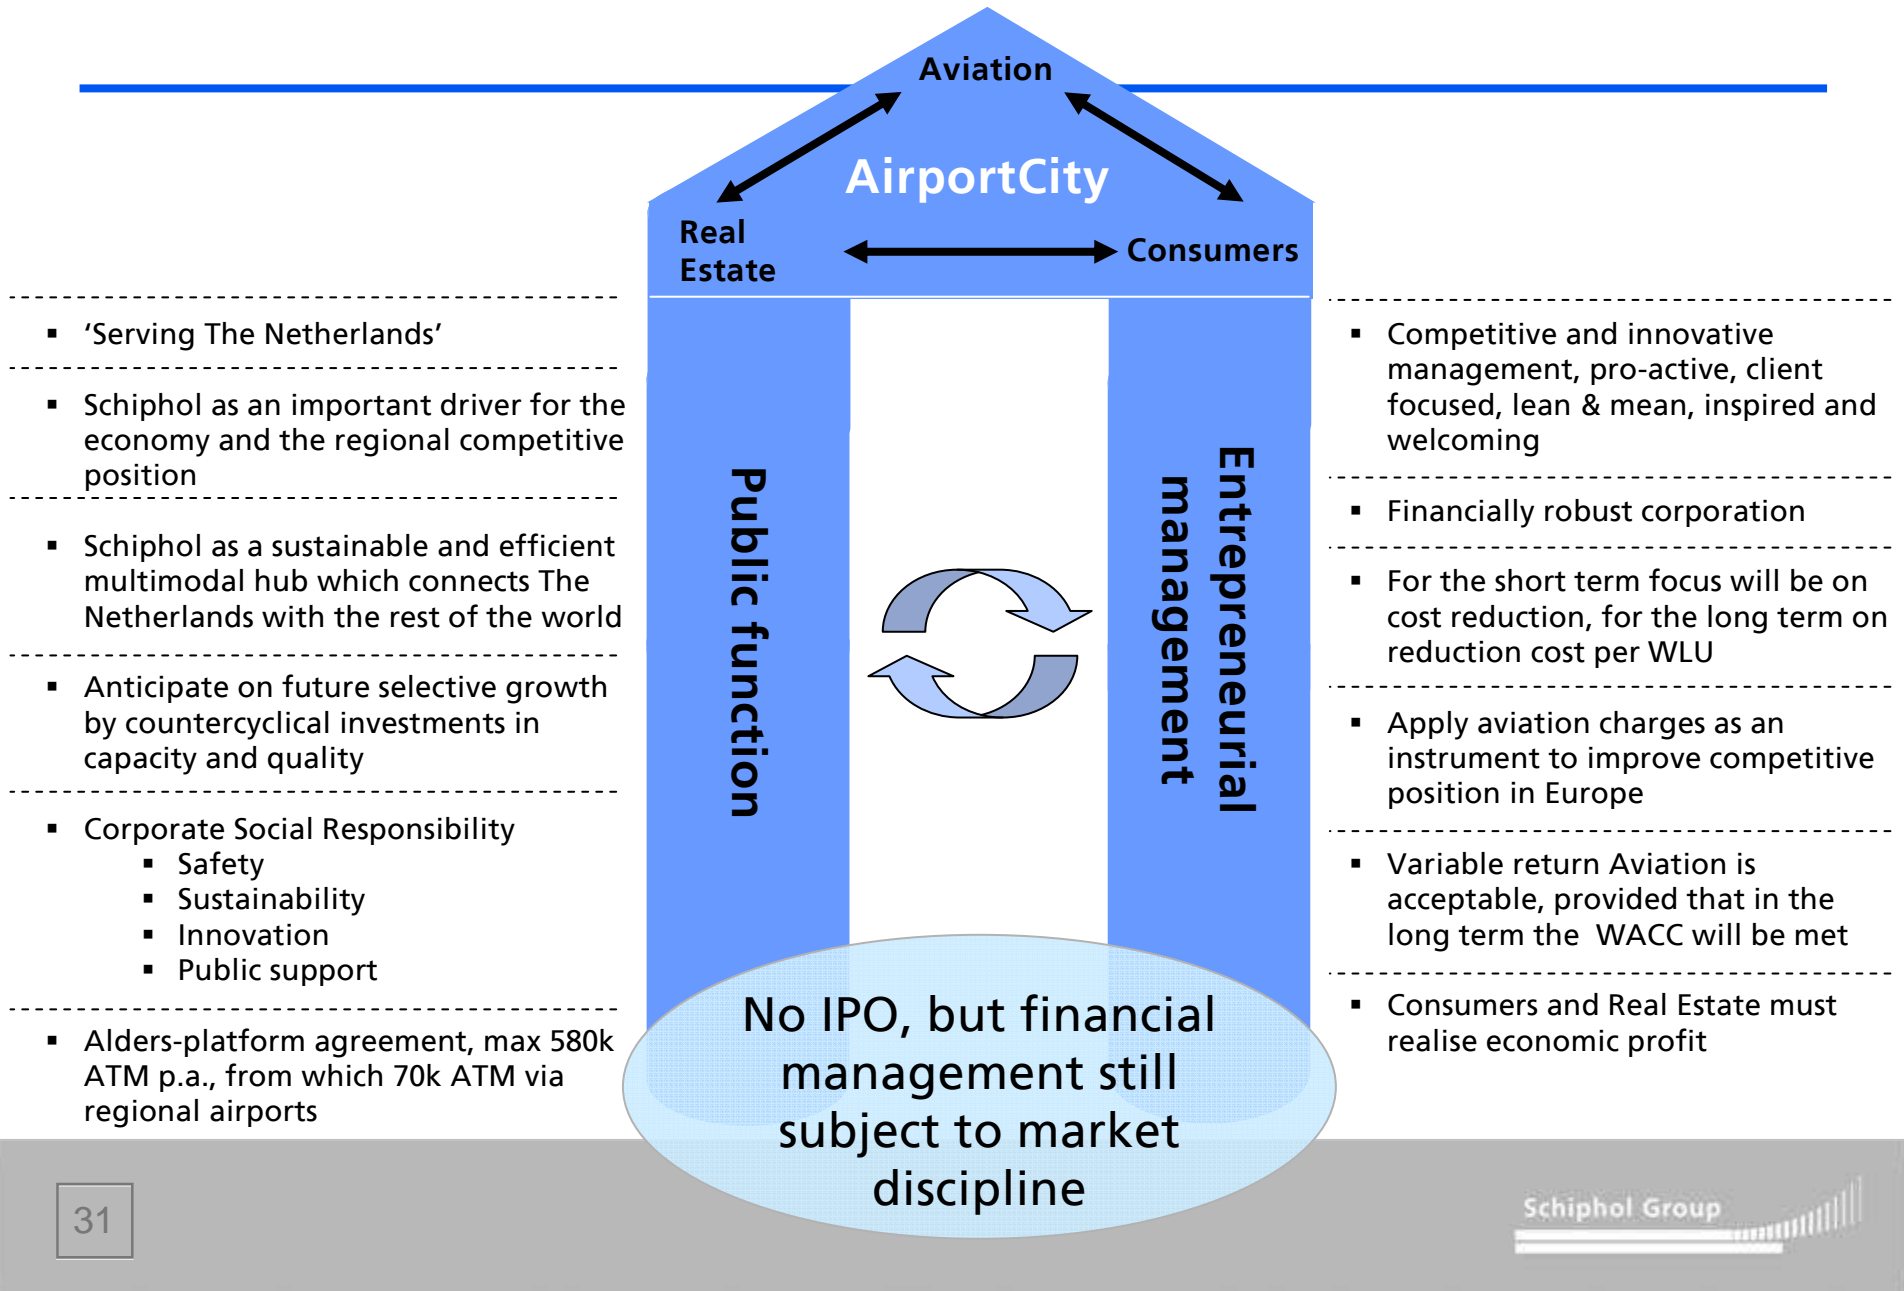 Aviation
AirportCity
Real
Estate
Consumers
▪ ‘Serving The Netherlands’
▪ Schiphol as an important driver for the
economy and the regional competitive
position
▪ Schiphol as a sustainable and efficient
multimodal hub which connects The
Netherlands with the rest of the world
▪ Anticipate on future selective growth
by countercyclical investments in
capacity and quality
▪ Corporate Social Responsibility
▪ Safety
▪ Sustainability
▪ Innovation
▪ Public support
▪ Alders-platform agreement, max 580k
ATM p.a., from which 70k ATM via
regional airports
Public function
Entrepreneurial
management
▪ Competitive and innovative
management, pro-active, client
focused, lean & mean, inspired and
welcoming
▪ Financially robust corporation
▪ For the short term focus will be on
cost reduction, for the long term on
reduction cost per WLU
▪ Apply aviation charges as an
instrument to improve competitive
position in Europe
▪ Variable return Aviation is
acceptable, provided that in the
long term the WACC will be met
▪ Consumers and Real Estate must
realise economic profit
No IPO, but financial
management still
subject to market
discipline
31
Schiphol Group